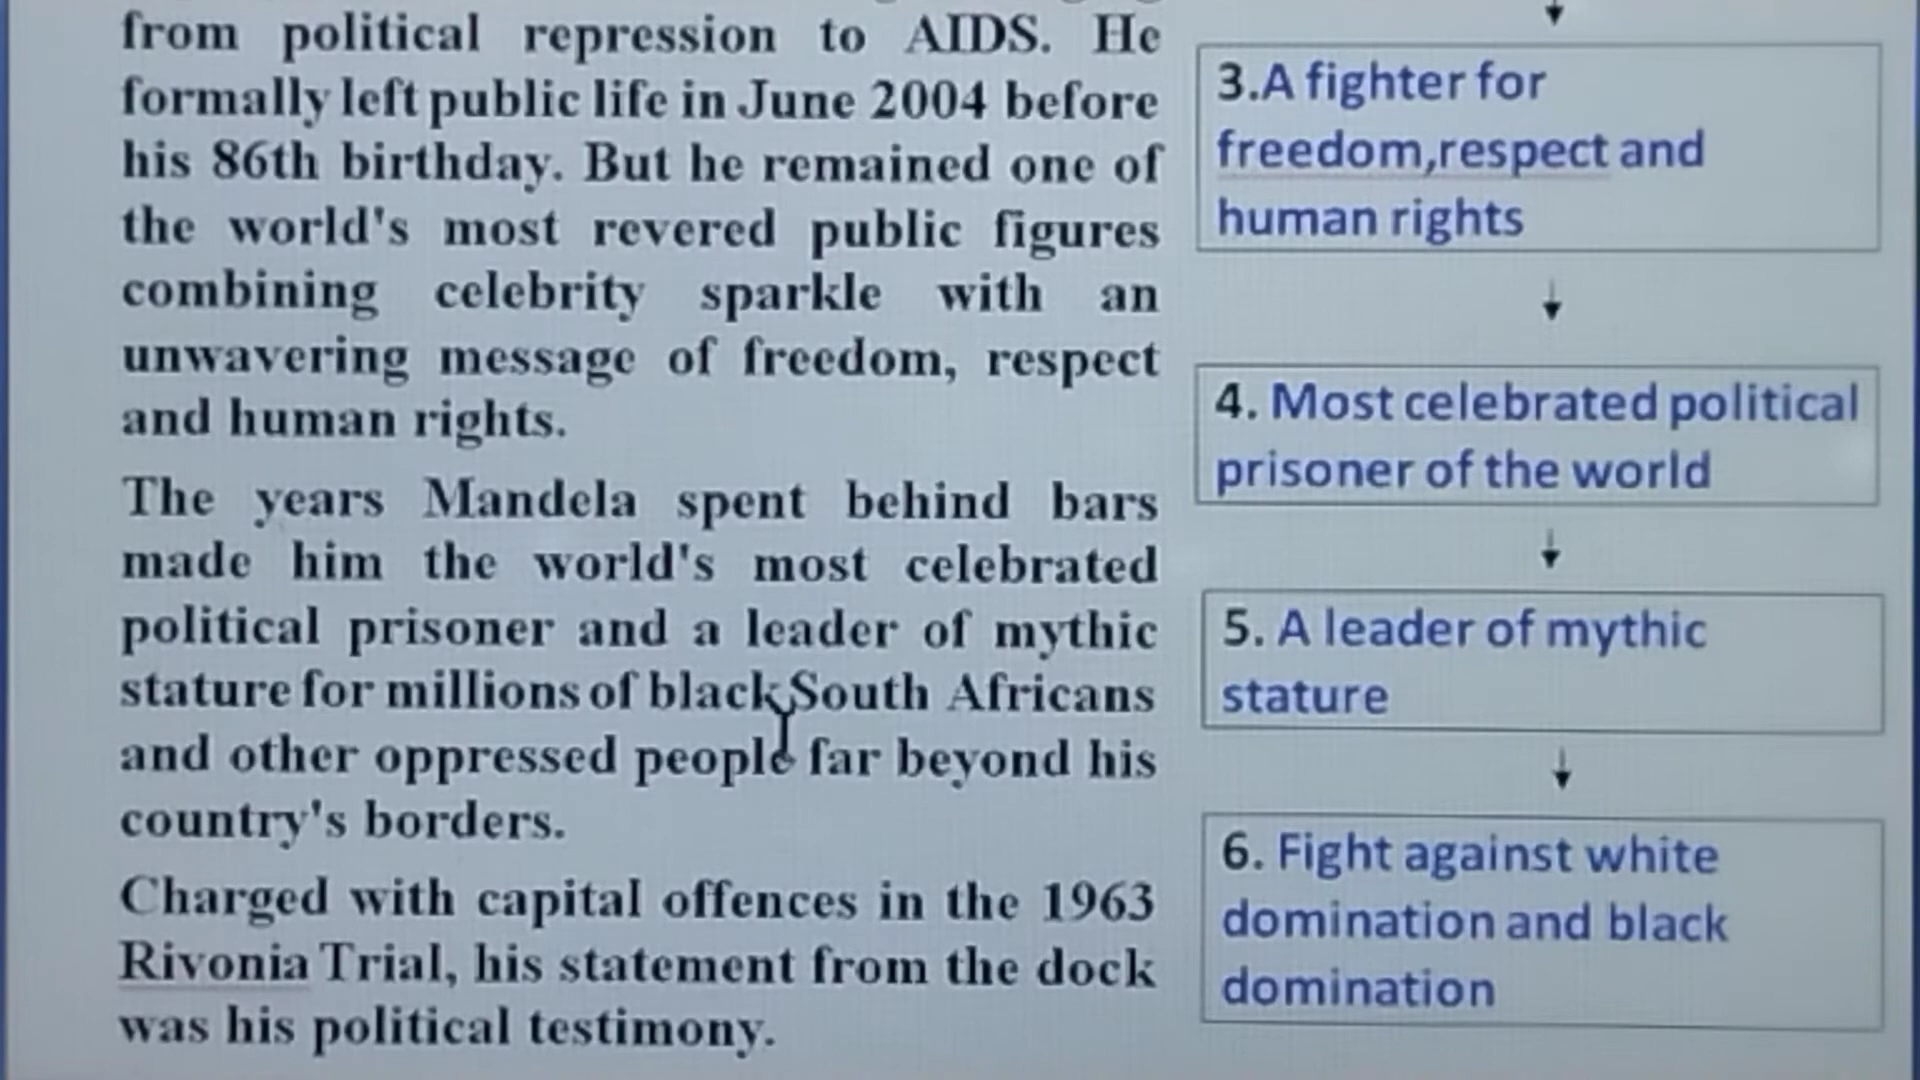 from political repression to AIDS. He
formally left public life in June 2004 before
his 86th birthday. But he remained one of
the world's most revered public figures
combining celebrity sparkle with an
unwavering message of freedom, respect
and human rights.
The years Mandela spent behind bars
made him the world's most celebrated
political prisoner and a leader of mythic
stature for millions of black South Africans
and other oppressed people far beyond his
country's borders.
Charged with capital offences in the 1963
Rivonia Trial, his statement from the dock
was his political testimony.
3.A fighter for
freedom,respect and
human rights
4. Most celebrated political
prisoner of the world
5. A leader of mythic
stature
6. Fight against white
domination and black
domination